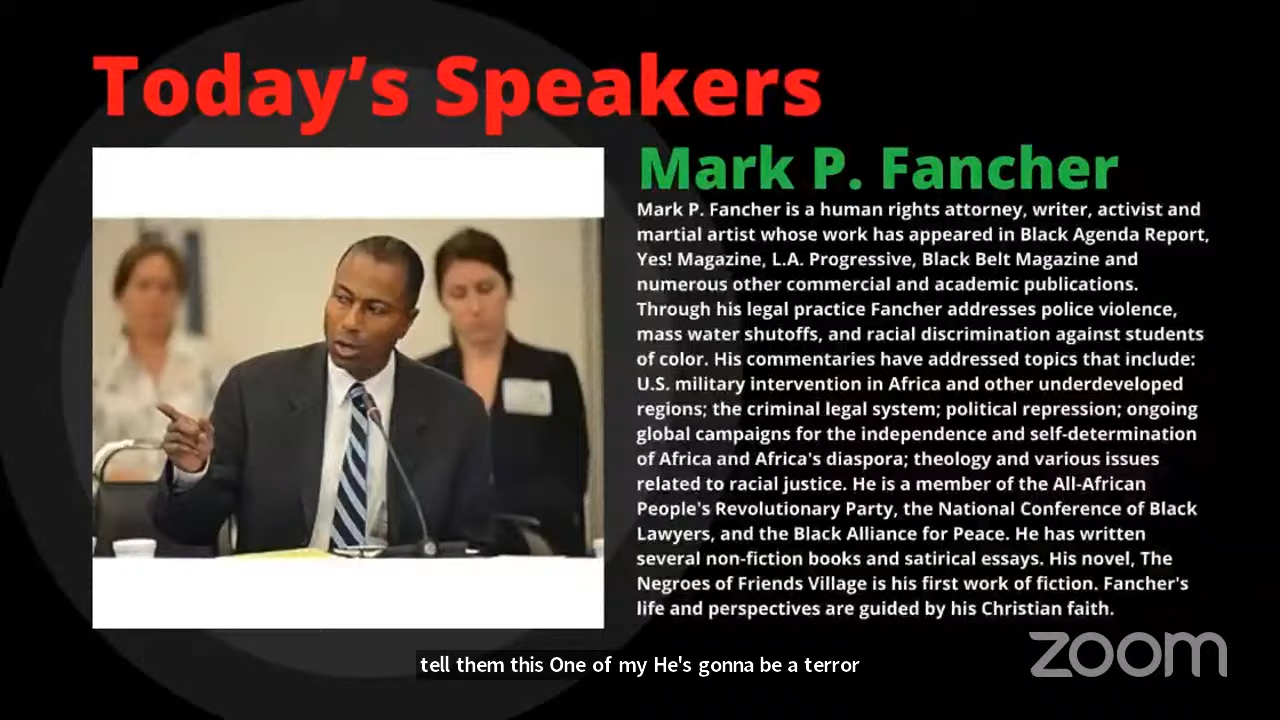 Today's Speakers
Mark P. Fancher
Mark P. Fancher is a human rights attorney, writer, activist and
martial artist whose work has appeared in Black Agenda Report,
Yes! Magazine, L.A. Progressive, Black Belt Magazine and
numerous other commercial and academic publications.
Through his legal practice Fancher addresses police violence,
mass water shutoffs, and racial discrimination against students
of color. His commentaries have addressed topics that include:
U.S. military intervention in Africa and other underdeveloped
regions; the criminal legal system; political repression; ongoing
global campaigns for the independence and self-determination
of Africa and Africa's diaspora; theology and various issues
related to racial justice. He is a member of the All-African
People's Revolutionary Party, the National Conference of Black
Lawyers, and the Black Alliance for Peace. He has written
several non-fiction books and satirical essays. His novel, The
Negroes of Friends Village is his first work of fiction. Fancher's
life and perspectives are guided by his Christian faith.
zoom
tell them this One of my He's gonna be a terror